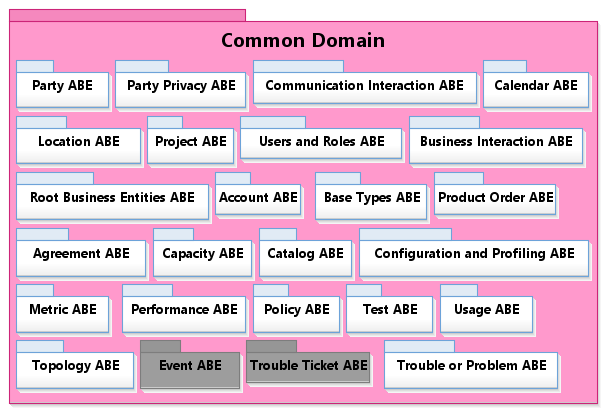 Common Domain
Party ABE
Party Privacy ABE
Communication Interaction ABE
Calendar ABE
Location ABE
Project ABE
Users and Roles ABE
Business Interaction ABE
Root Business Entities ABE
Account ABE
Base Types ABE
Product Order ABE
Agreement ABE
Capacity ABE
Catalog ABE
Configuration and Profiling ABE
Metric ABE
Performance ABE
Policy ABE
Test ABE
Usage ABE
Topology ABE
Event ABE
Trouble Ticket ABE
Trouble or Problem ABE